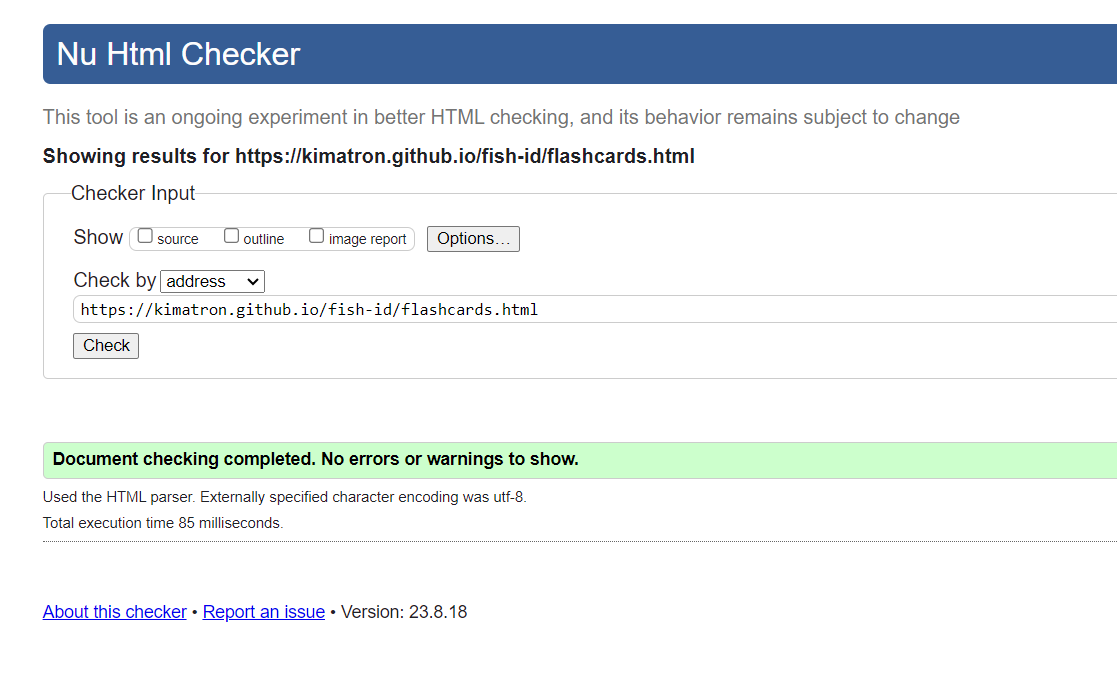 Nu Html Checker
This tool is an ongoing experiment in better HTML checking, and its behavior remains subject to change
Showing results for https://kimatron.github.io/fish-id/flashcards.html
Checker Input
Show source outline image report Options…
Check by address
https://kimatron.github.io/fish-id/flashcards.html
Check
Document checking completed. No errors or warnings to show.
Used the HTML parser. Externally specified character encoding was utf-8.
Total execution time 85 milliseconds.
About this checker • Report an issue • Version: 23.8.18